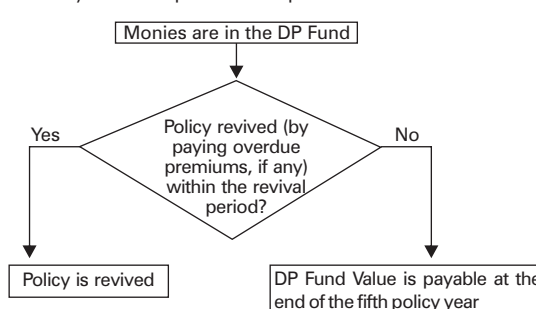 Monies are in the DP Fund
Yes
Policy revived (by
paying overdue
premiums, if any)
within the revival
period?
No
Policy is revived
DP Fund Value is payable at the
end of the fifth policy year